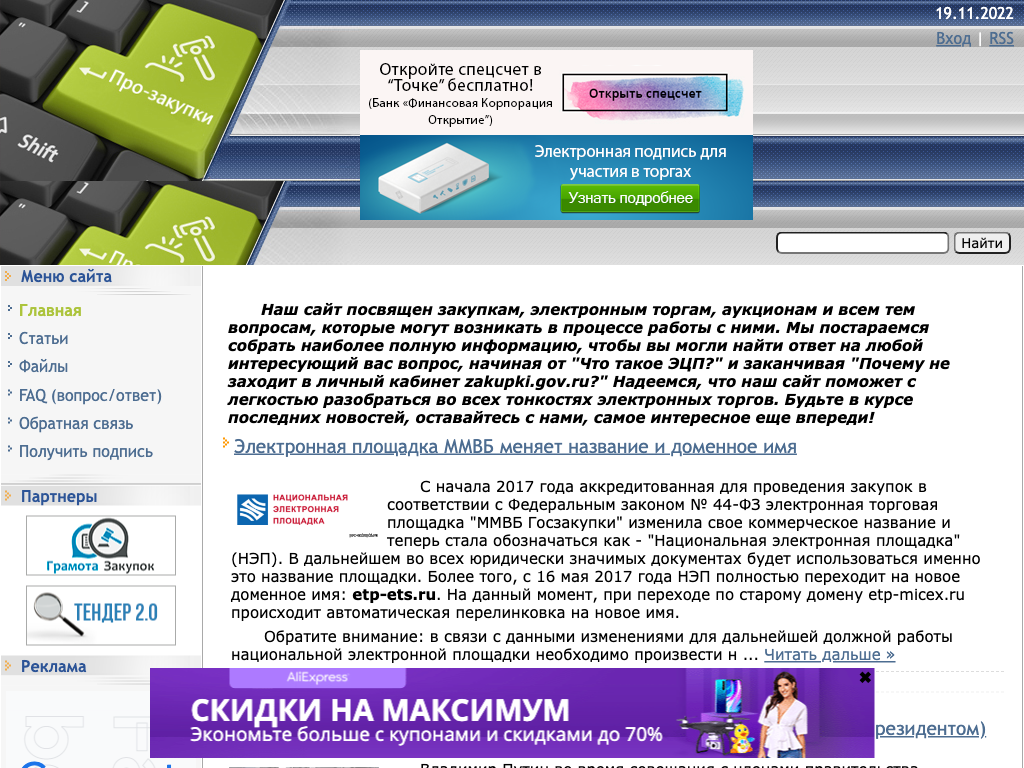 19.11.2022
Вход | RSS
Про-закупки
Shift
Откройте спецсчет в
"Точке" бесплатно!
(Банк «Финансовая Корпорация
Открытие")
Открыть спецсчет
Электронная подпись для
участия в торгах
Узнать подробнее
Найти
Меню сайта
Главная
Статьи
Файлы
FAQ (вопрос/ответ)
Обратная связь
Получить подпись
Партнеры
Грамота Закупок
ТЕНДЕР 2.0
Реклама
Наш сайт посвящен закупкам, электронным торгам, аукционам и всем тем
вопросам, которые могут возникать в процессе работы с ними. Мы постараемся
собрать наиболее полную информацию, чтобы вы могли найти ответ на любой
интересующий вас вопрос, начиная от "Что такое ЭЦП?" и заканчивая "Почему не
заходит в личный кабинет zakupki.gov.ru?" Надеемся, что наш сайт поможет с
легкостью разобраться во всех тонкостях электронных торгов. Будьте в курсе
последних новостей, оставайтесь с нами, самое интересное еще впереди!
Электронная площадка ММВБ меняет название и доменное имя
НАЦИОНАЛЬНАЯ
ЭЛЕКТРОННАЯ
ПЛОЩАДКА
С начала 2017 года аккредитованная для проведения закупок в
соответствии с Федеральным законом № 44-ФЗ электронная торговая
площадка "ММВБ Госзакупки" изменила свое коммерческое название и
теперь стала обозначаться как - "Национальная электронная площадка"
(НЭП). В дальнейшем во всех юридически значимых документах будет использоваться именно
это название площадки. Более того, с 16 мая 2017 года НЭП полностью переходит на новое
доменное имя: etp-ets.ru. На данный момент, при переходе по старому домену etp-micex.ru
происходит автоматическая перелинковка на новое имя.
Обратите внимание: в связи с данными изменениями для дальнейшей должной работы
национальной электронной площадки необходимо произвести н ... Читать дальше »
AliExpress
СКИДКИ НА МАКСИМУМ
Экономьте больше с купонами и скидками до 70%
резидентом)
Владимир Путин во время совещания с членами правительства